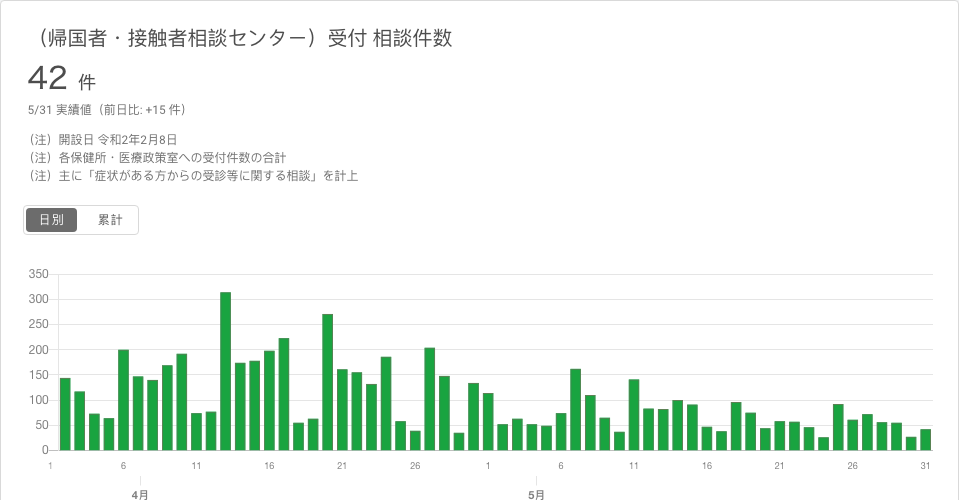 （帰国者・接触者相談センター）受付 相談件数
42 件
5/31 実績値（前日比: +15 件）
（注）開設日 令和2年2月8日
（注）各保健所・医療政策室への受付件数の合計
（注）主に「症状がある方からの受診等に関する相談」を計上
日別 累計
350
300
250
200
150
100
50
0
1 6 11 16 21 26 1 6 11 16 21 26 31
4月 5月